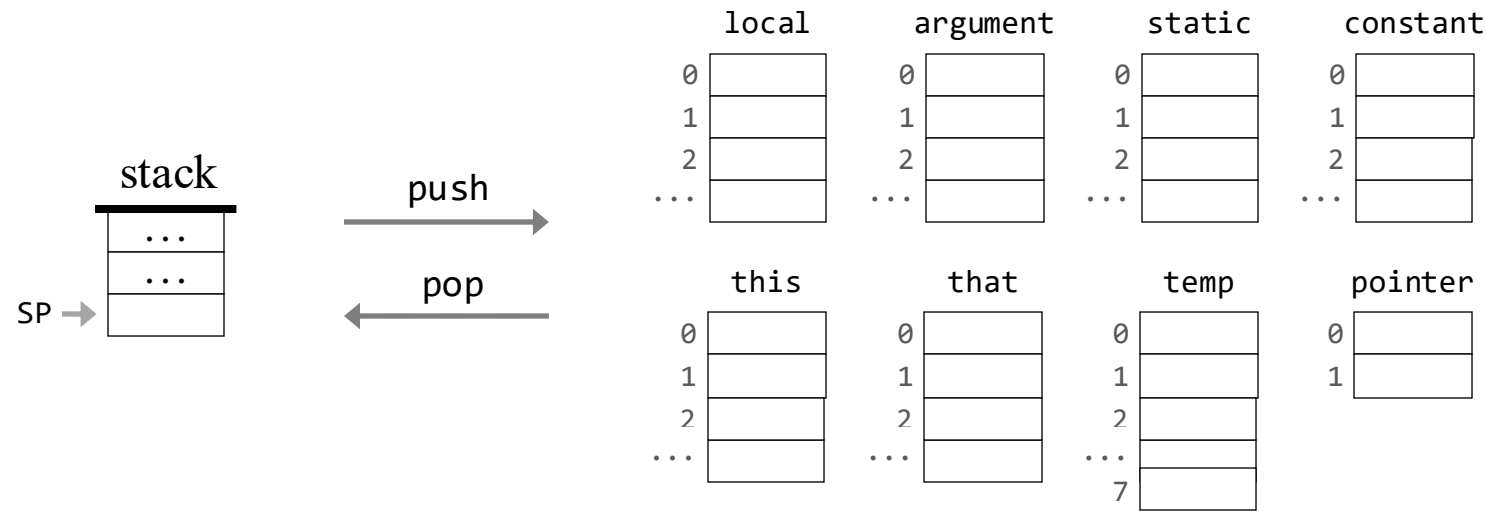 local argument static constant
0 0 0 0
1 1 1 1
2 2 2 2
... ... ... ...
stack
push
...
...
pop
SP
this that temp pointer
0 0 0 0
1 1 1 1
2 2 2
... ... ...
7